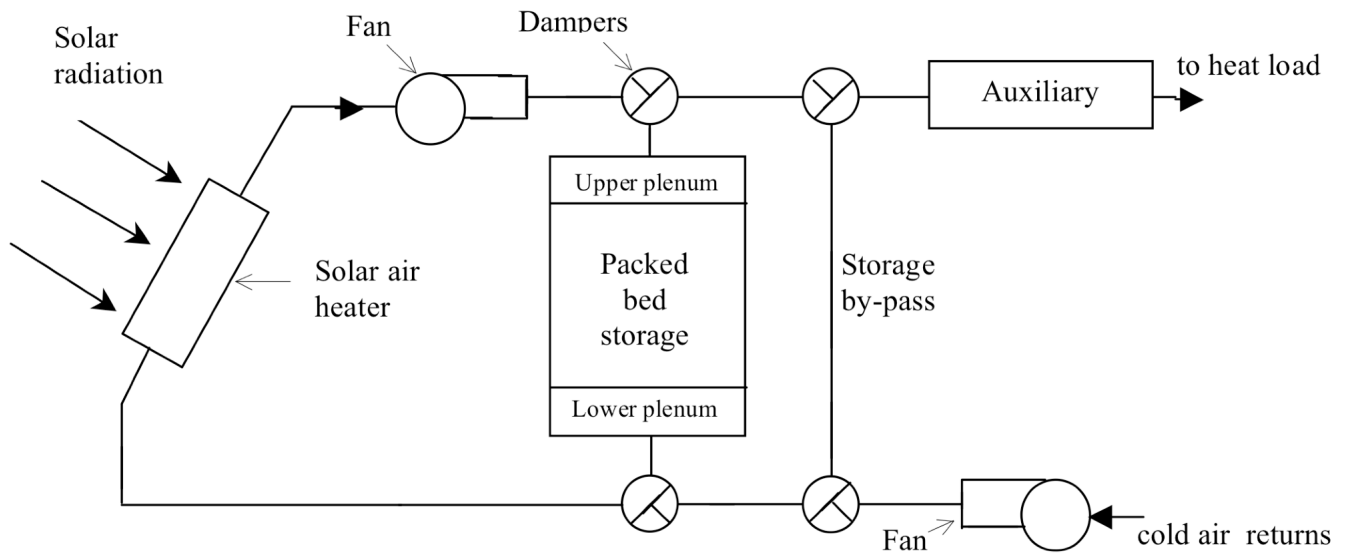 Solar
radiation
Fan
Dampers
Auxiliary
to heat load
Upper plenum
Packed
bed
storage
Lower plenum
Storage
by-pass
Solar air
heater
Fan
cold air returns